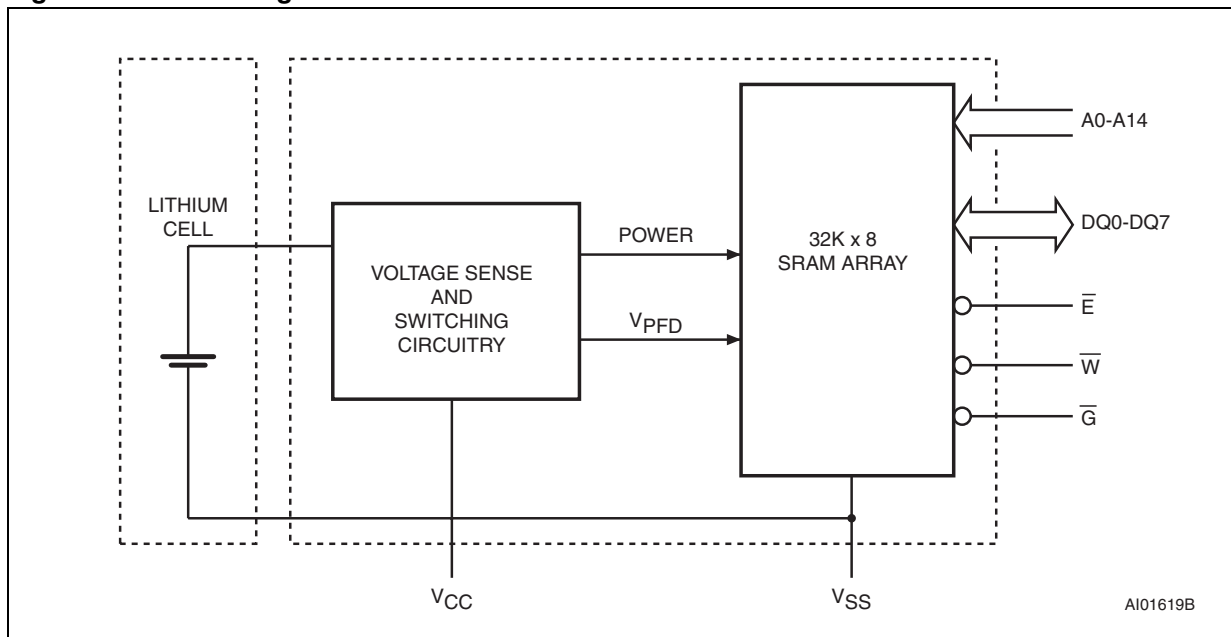 LITHIUM
CELL
VOLTAGE SENSE
AND
SWITCHING
CIRCUITRY
POWER
VPFD
32K x 8
SRAM ARRAY
A0-A14
DQ0-DQ7
E̅
W̅
G̅
VCC
VSS
AI01619B